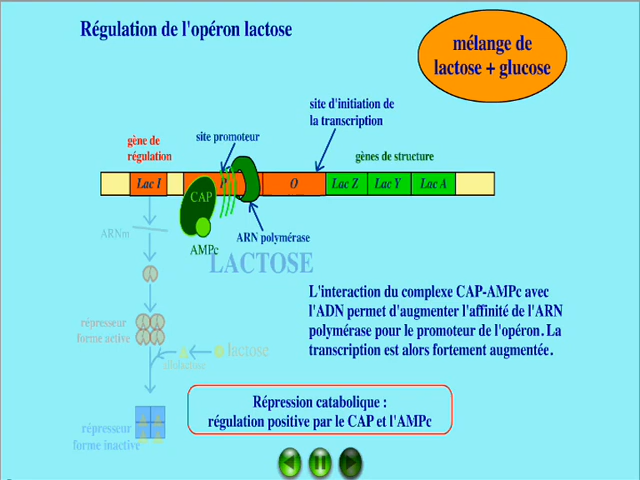 Régulation de l'opéron lactose
mélange de
lactose + glucose
site d'initiation de
la transcription
gène de
régulation
site promoteur
gènes de structure
Lac I
P
O
Lac Z
Lac Y
Lac A
CAP
ARNm
ARN polymérase
AMPc
LACTOSE
L'interaction du complexe CAP-AMPc avec
l'ADN permet d'augmenter l'affinité de l'ARN
polymérase pour le promoteur de l'opéron. La
transcription est alors fortement augmentée.
répresseur
forme active
lactose
allolactose
Répression catabolique :
régulation positive par le CAP et l'AMPc
répresseur
forme inactive